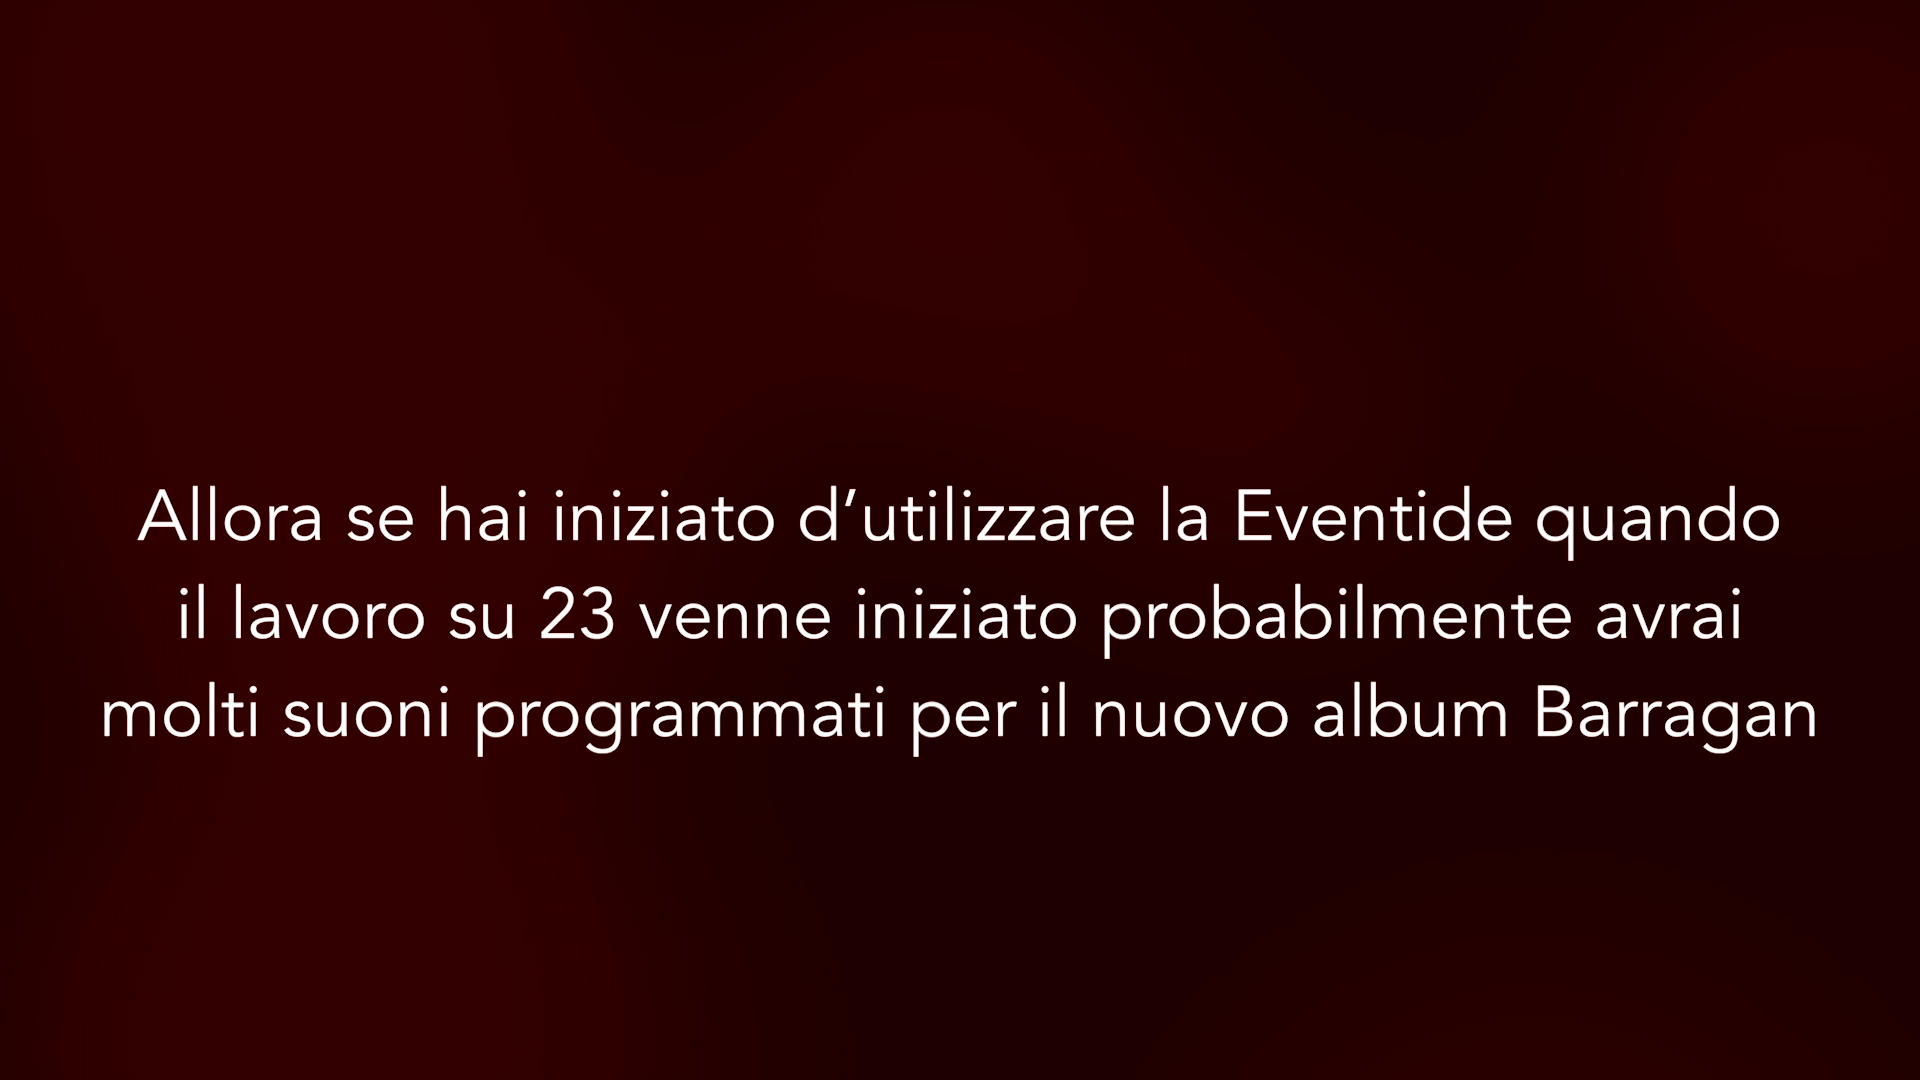 Allora se hai iniziato d’utilizzare la Eventide quando
il lavoro su 23 venne iniziato probabilmente avrai
molti suoni programmati per il nuovo album Barragan